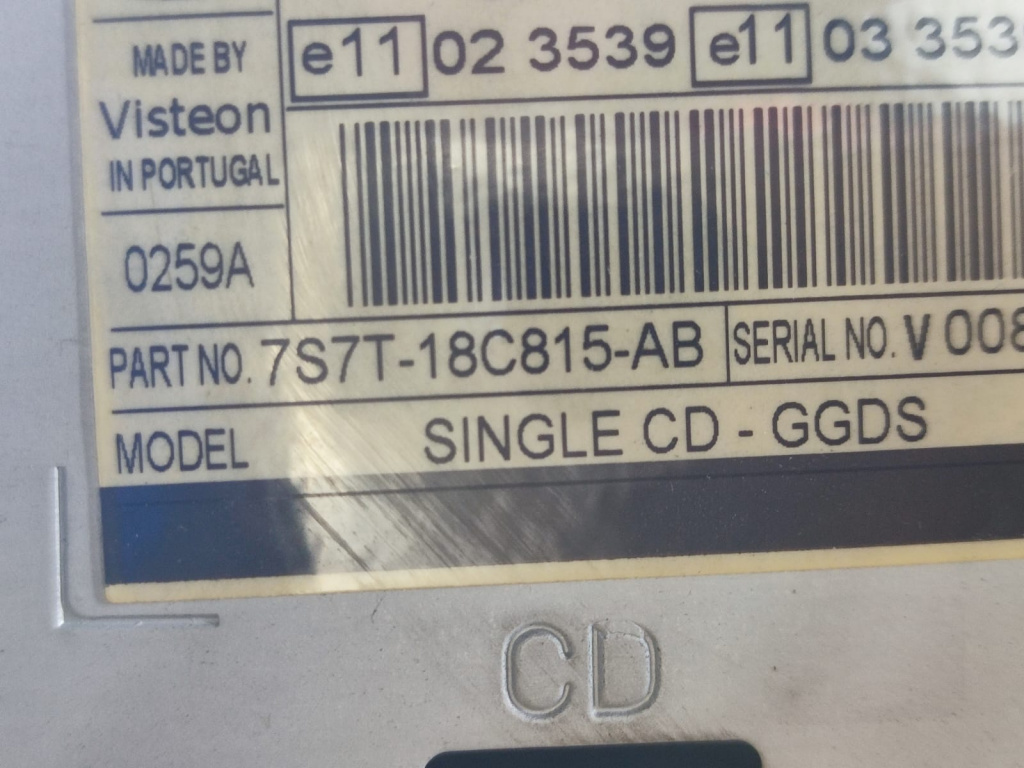 MADE BY
Visteon
IN PORTUGAL
e11 02 3539 e11 03 353
0259A
PART NO. 7S7T-18C815-AB SERIAL NO. V 008
MODEL SINGLE CD - GGDS
CD